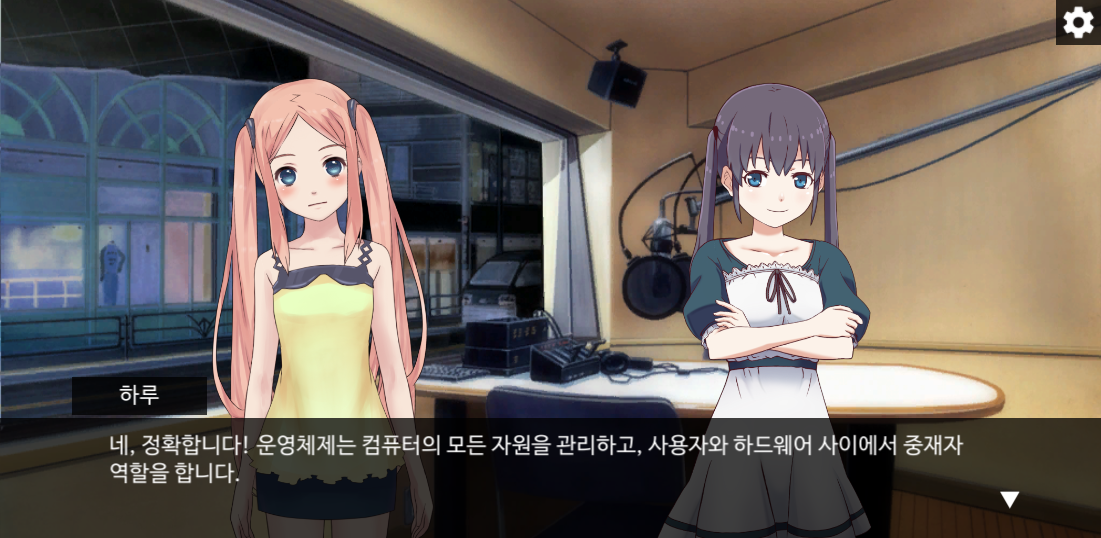 하루
네, 정확합니다! 운영체제는 컴퓨터의 모든 자원을 관리하고, 사용자와 하드웨어 사이에서 중재자
역할을 합니다.